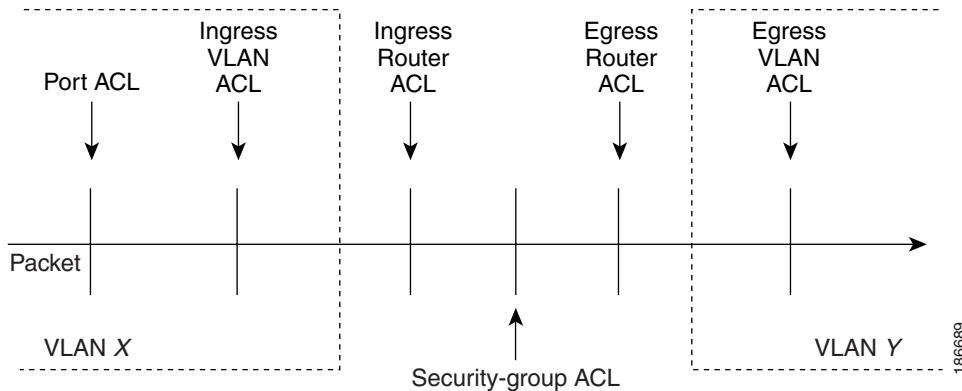 Port ACL
Ingress
VLAN
ACL
Ingress
Router
ACL
Egress
Router
ACL
Egress
VLAN
ACL
Packet
VLAN X
VLAN Y
Security-group ACL
186689